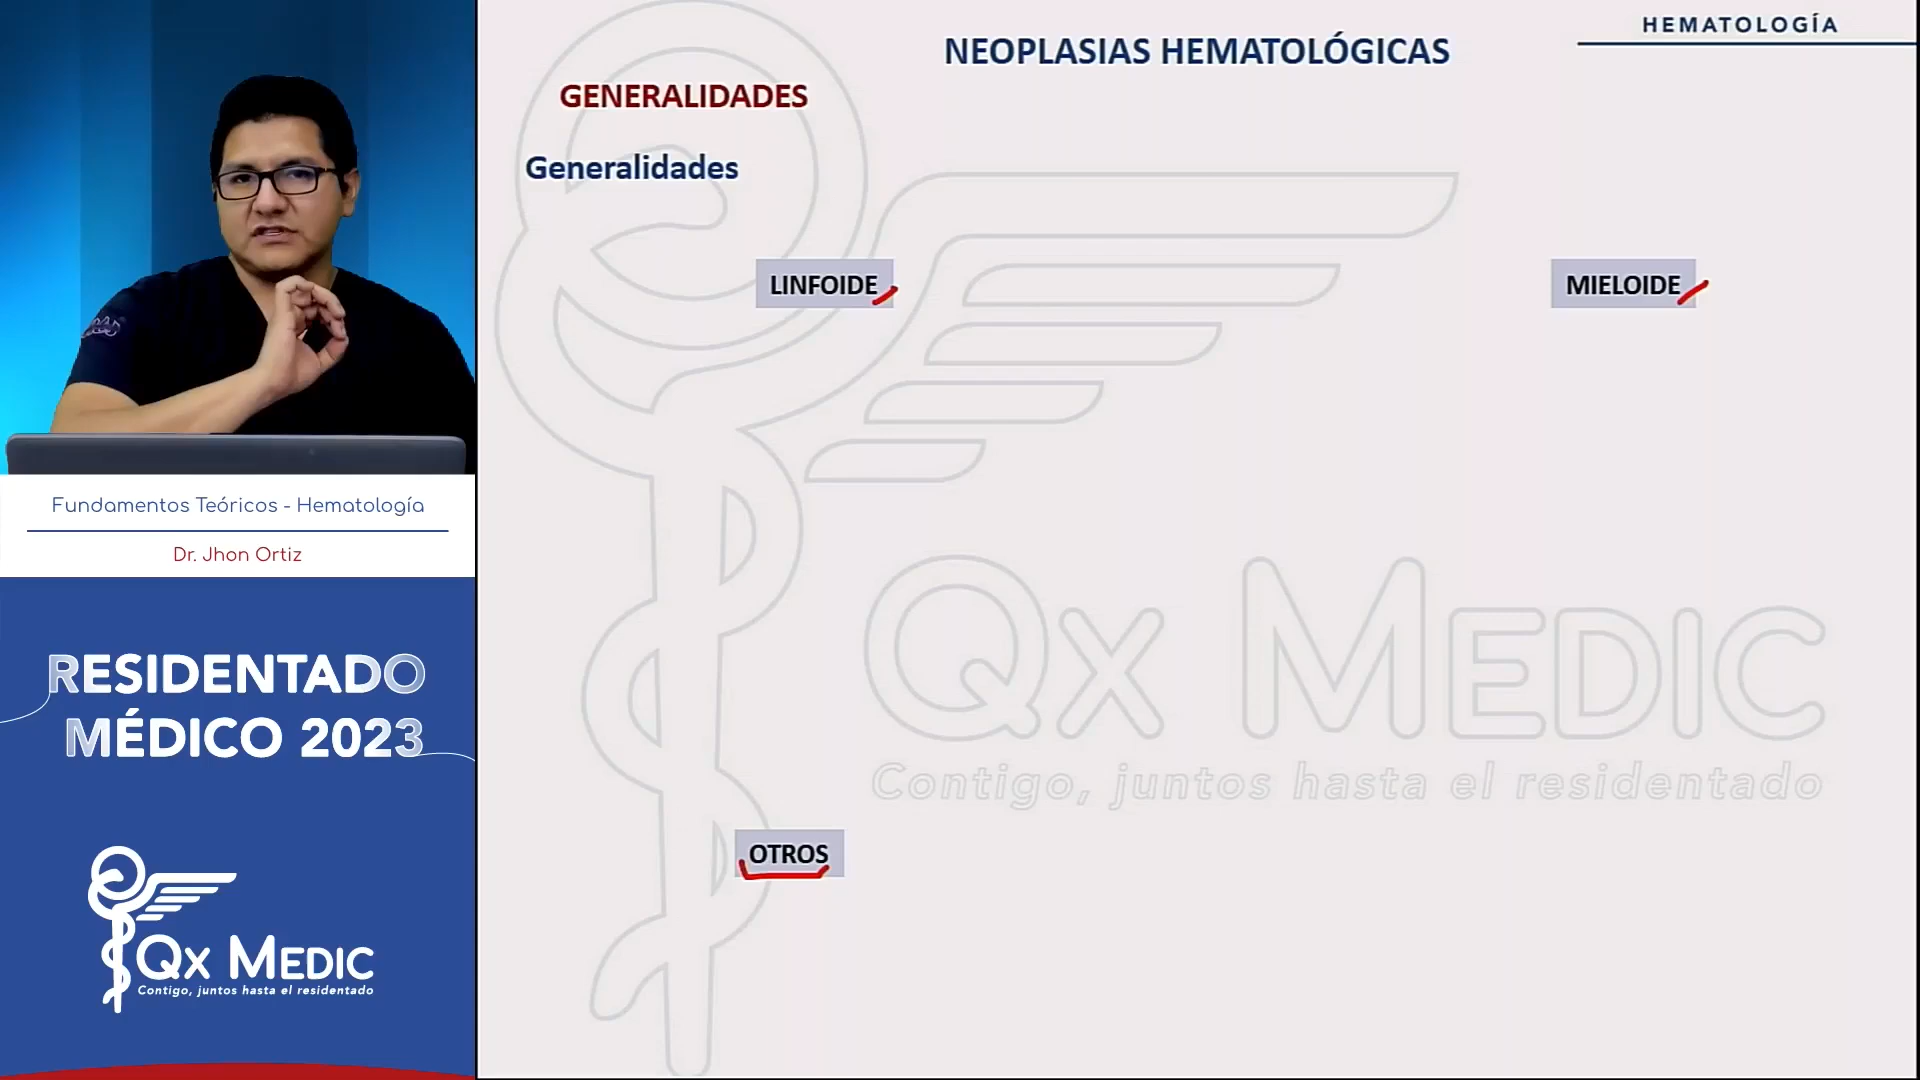 HEMATOLOGÍA
NEOPLASIAS HEMATOLÓGICAS
GENERALIDADES
Generalidades
LINFOIDE
MIELOIDE
OTROS
Qx MEDIC
Contigo, juntos hasta el residentado
Fundamentos Teóricos - Hematología
Dr. Jhon Ortiz
RESIDENTADO
MÉDICO 2023
Qx MEDIC
Contigo, juntos hasta el residentado